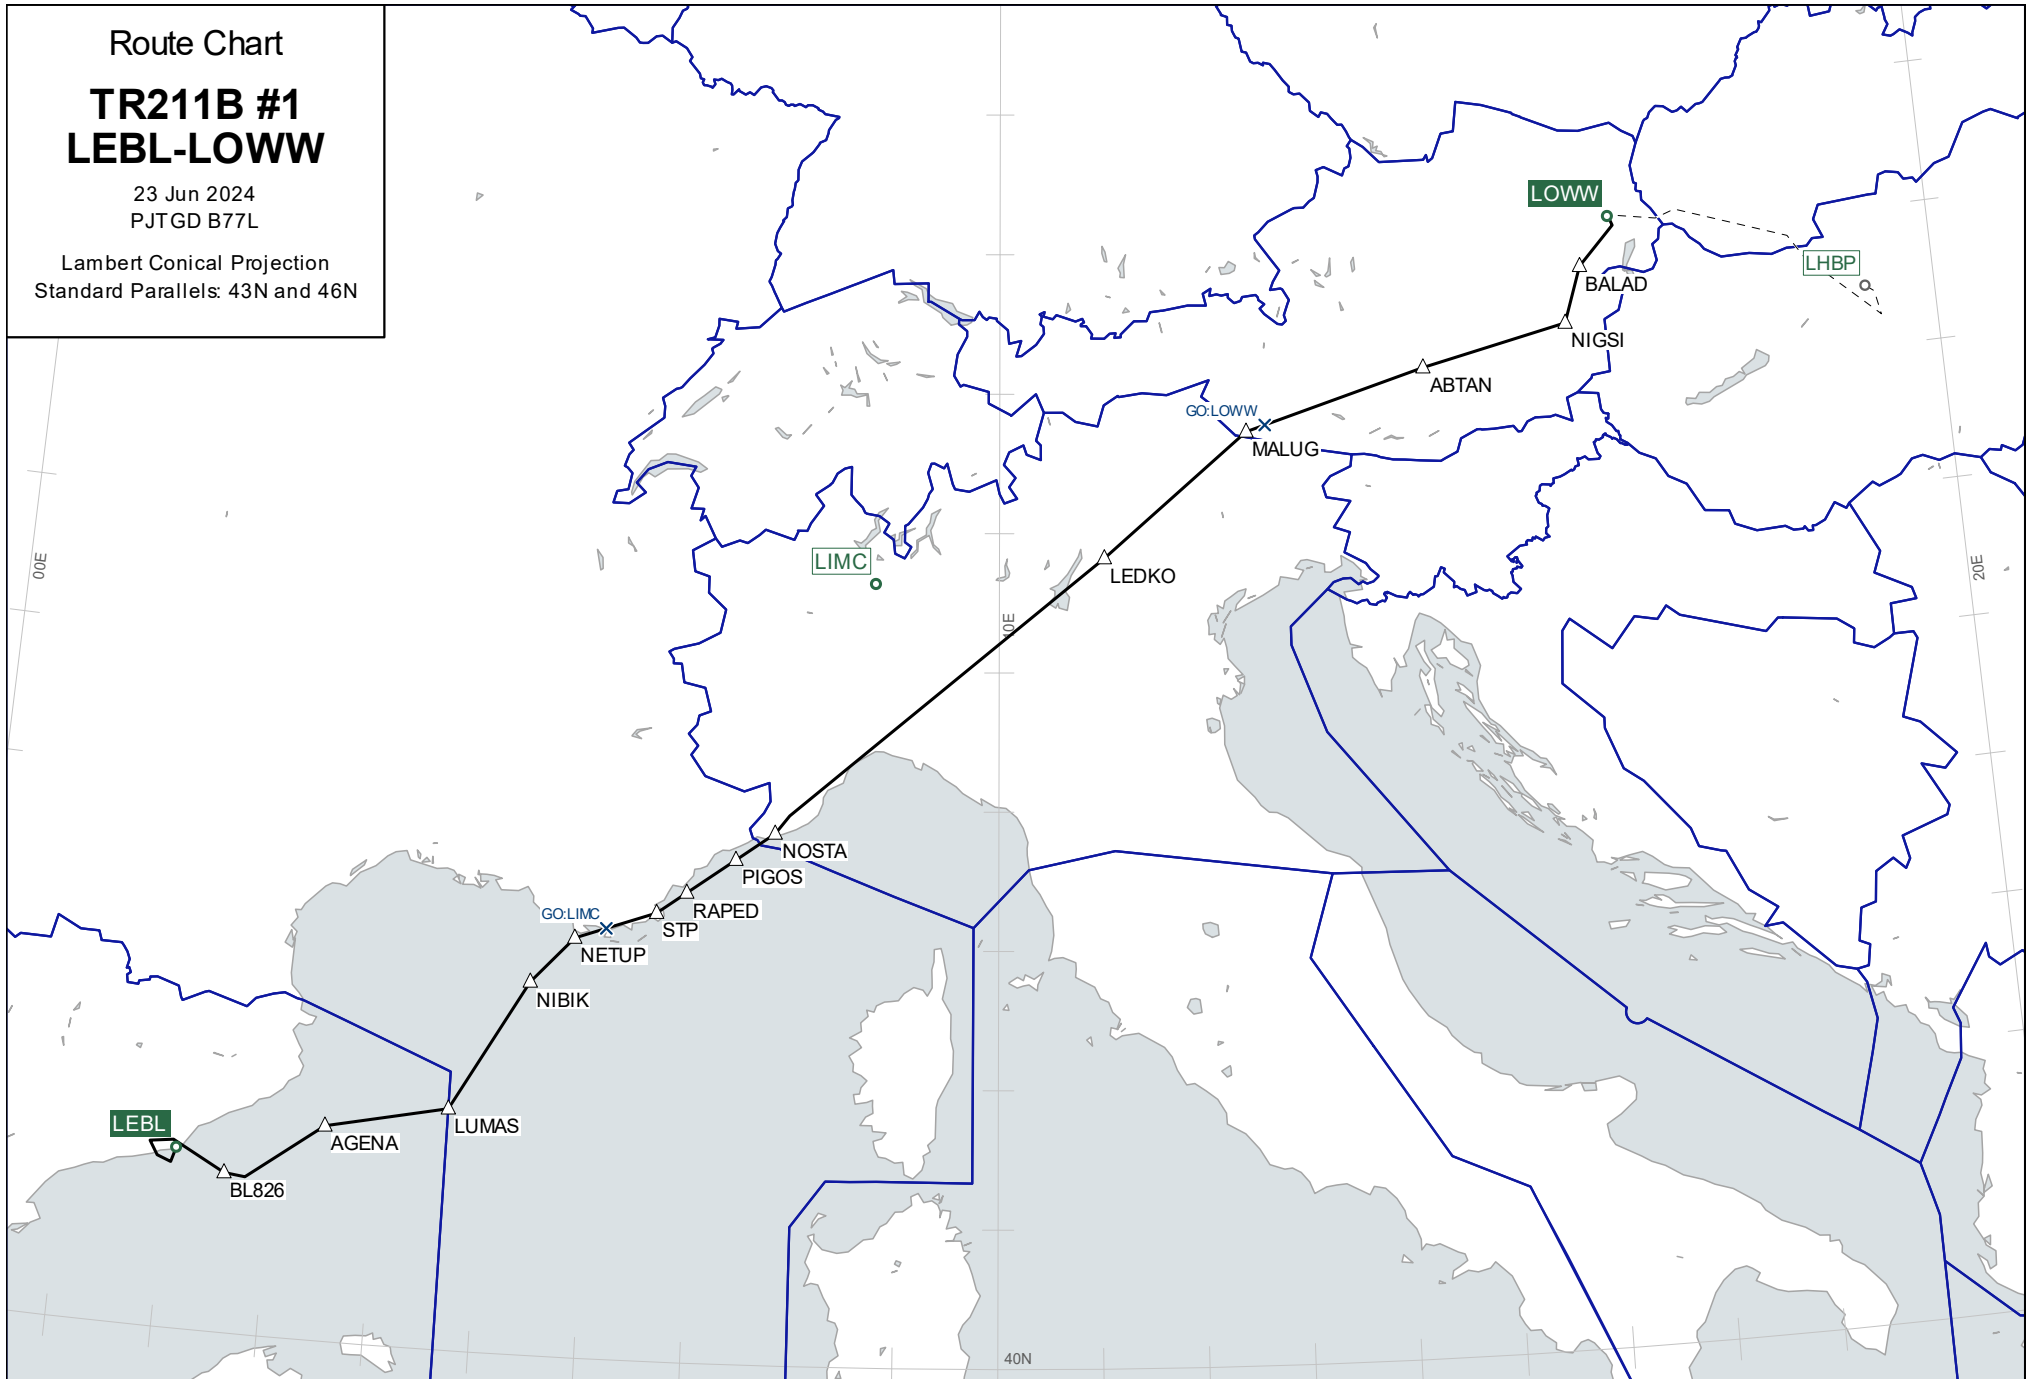 Route Chart
TR211B #1
LEBL-LOWW
23 Jun 2024
PJTGD B77L
Lambert Conical Projection
Standard Parallels: 43N and 46N
LOWW
LHBP
BALAD
NIGSI
ABTAN
GO:LOWW
MALUG
LIMC
LEDKO
00E
10E
20E
NOSTA
PIGOS
RAPED
GO:LIMC
STP
NETUP
NIBIK
LEBL
LUMAS
AGENA
BL826
40N